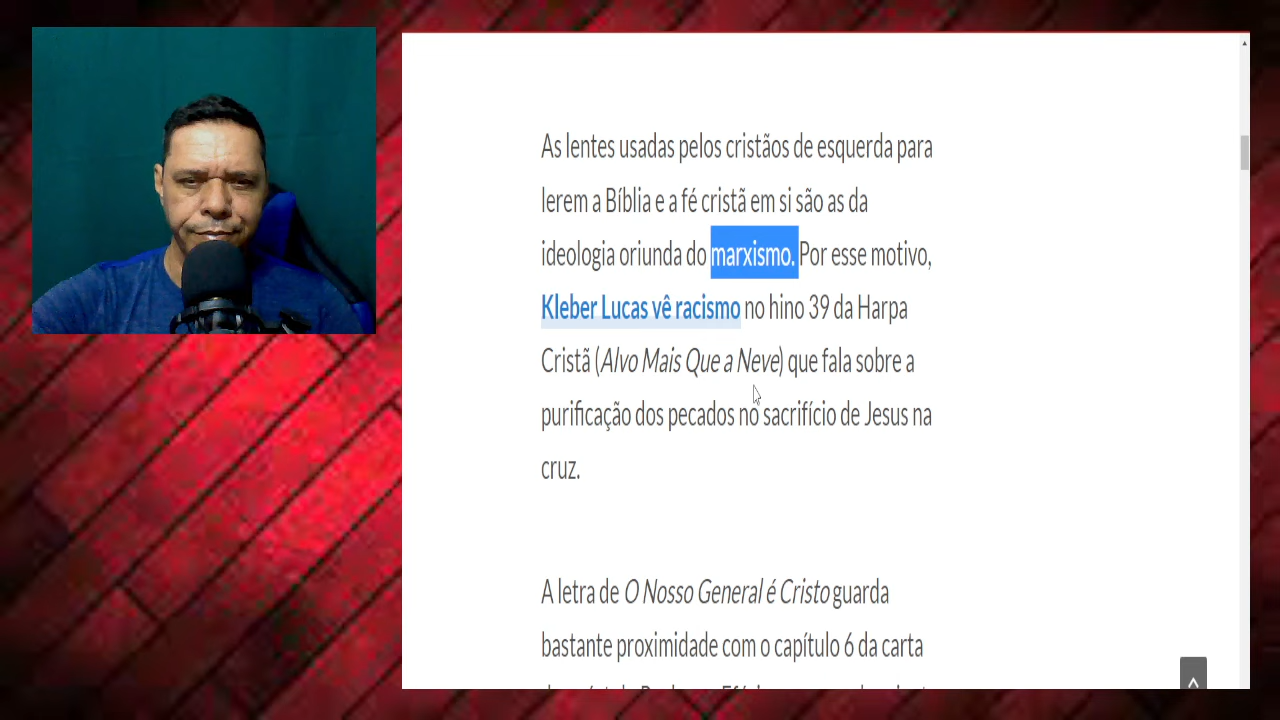 As lentes usadas pelos cristãos de esquerda para
lerem a Bíblia e a fé cristã em si são as da
ideologia oriunda do marxismo. Por esse motivo,
Kleber Lucas vê racismo no hino 39 da Harpa
Cristã (Alvo Mais Que a Neve) que fala sobre a
purificação dos pecados no sacrifício de Jesus na
cruz.
A letra de O Nosso General é Cristo guarda
bastante proximidade com o capítulo 6 da carta